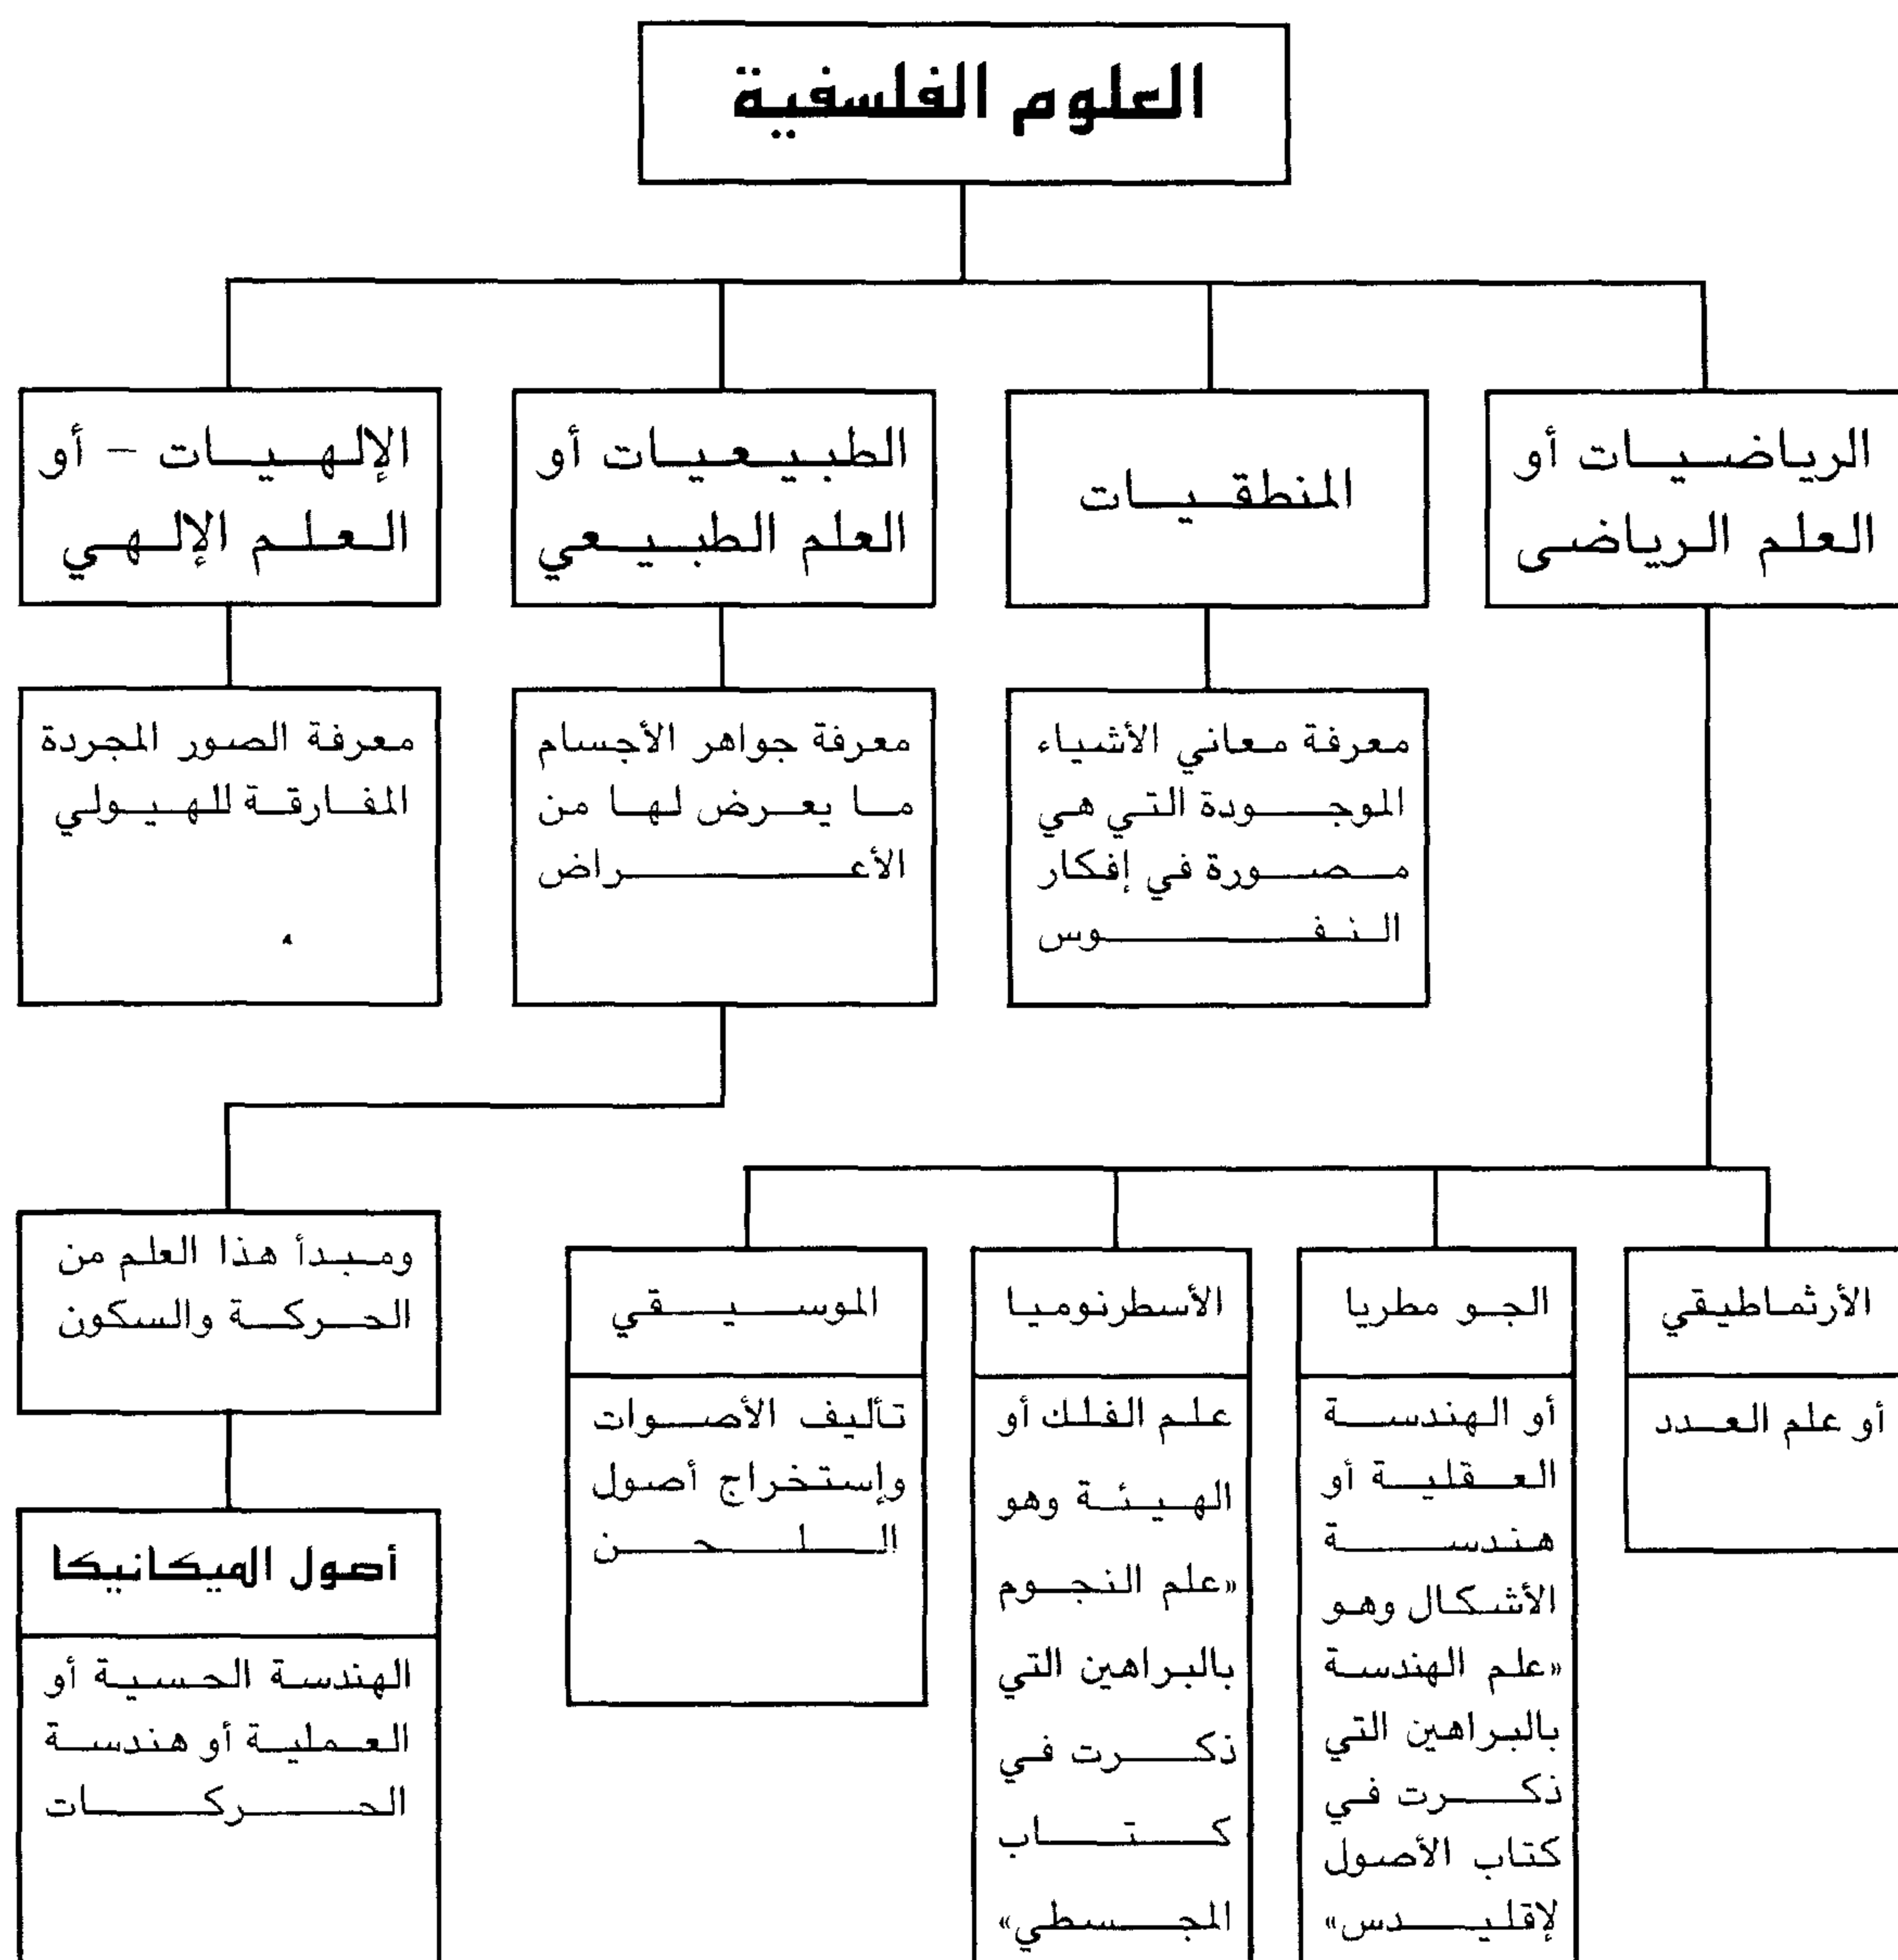 العلوم الفلسفية
الرياضيات أو
العلم الرياضى
المنطقيات
الطبيعيات أو
العلم الطبيعي
الإلهيات – أو
العلم الإلهي
معرفة معاني الأشياء
الموجودة التي هي
مصورة في إفكار
النفوس
معرفة جواهر الأجسام
ما يعرض لها من
الأعراض
معرفة الصور المجردة
المفارقة للهيولي
الأرثماطيقي
أو علم العدد
الجو مطريا
أو الهندسة
العقلية أو
هندسة
الأشكال وهو
«علم الهندسة
بالبراهين التي
ذكرت في
كتاب الأصول
لإقليدس»
الأسطرنوميا
علم الفلك أو
الهيئة وهو
«علم النجوم
بالبراهين التي
ذكرت في
كتاب
المجسطي»
الموسيقي
تأليف الأصوات
وإستخراج أصول
اللحن
ومبدأ هذا العلم من
الحركة والسكون
أصول الميكانيكا
الهندسة الحسية أو
العملية أو هندسة
الحركات